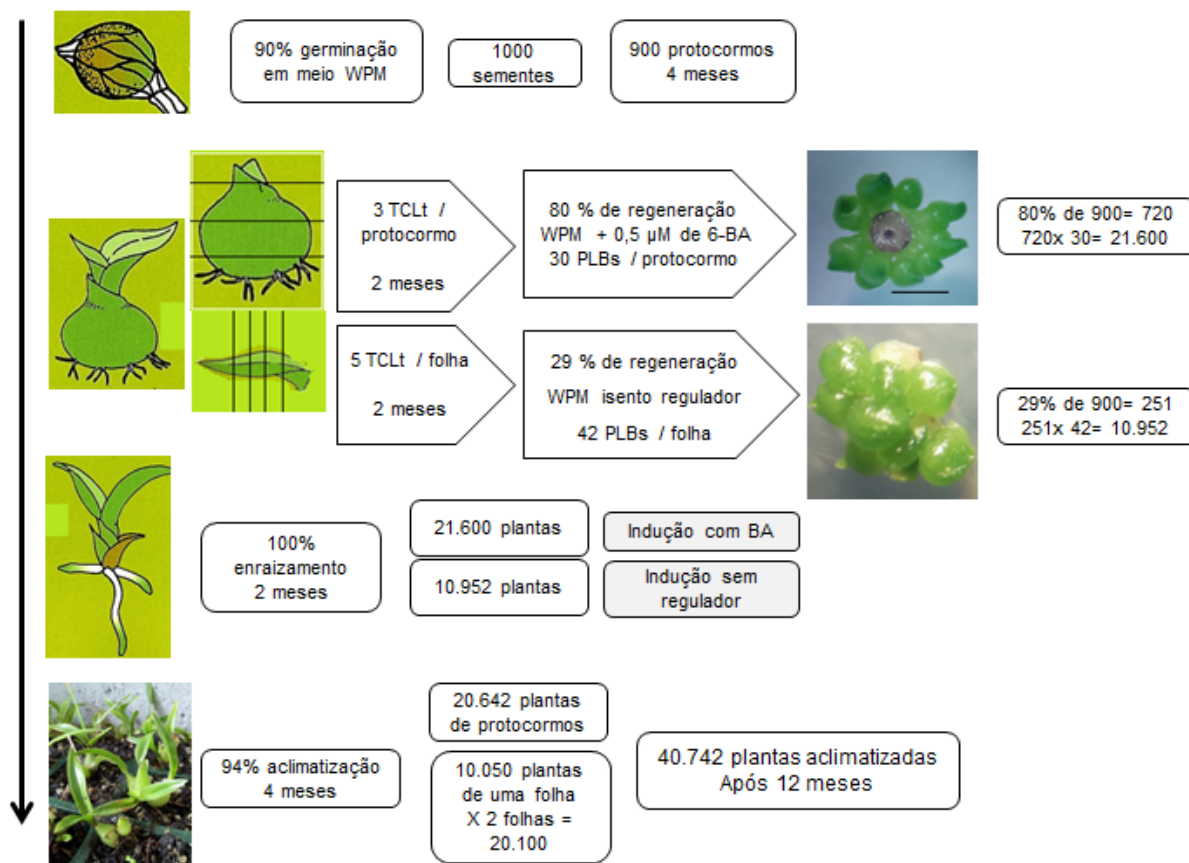 90% germinação
em meio WPM
1000
sementes
900 protocormos
4 meses
3 TCLt /
protocormo
2 meses
80 % de regeneração
WPM + 0,5 µM de 6-BA
30 PLBs / protocormo
80% de 900= 720
720x 30= 21.600
5 TCLt / folha
2 meses
29 % de regeneração
WPM isento regulador
42 PLBs / folha
29% de 900= 251
251x 42= 10.952
100%
enraizamento
2 meses
21.600 plantas
Indução com BA
10.952 plantas
Indução sem
regulador
94% aclimatização
4 meses
20.642 plantas
de protocormos
10.050 plantas
de uma folha
X 2 folhas =
20.100
40.742 plantas aclimatizadas
Após 12 meses